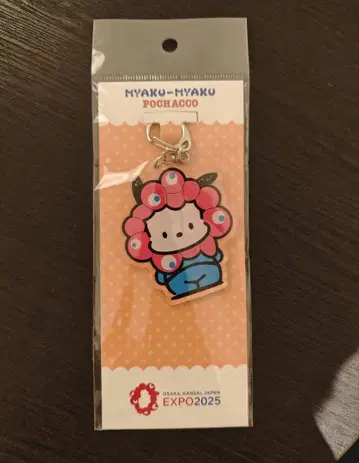 MYAKU-MYAKU
POCHACCO
OSAKA, KANSAI, JAPAN
EXPO2025